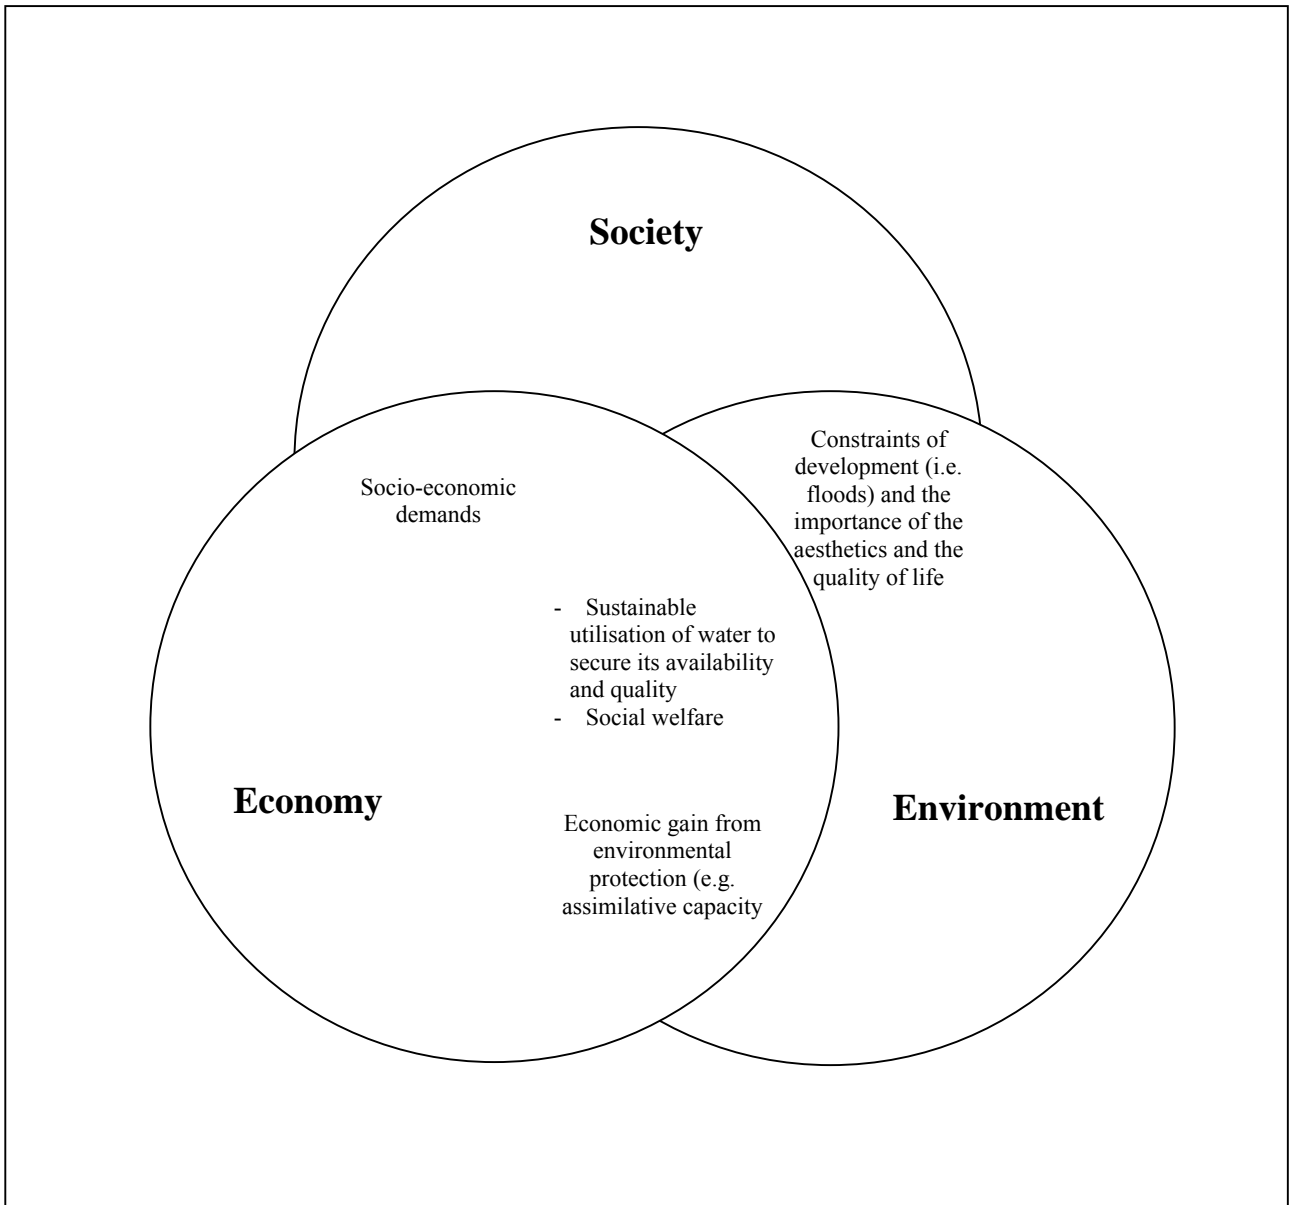 Society
Constraints of
development (i.e.
floods) and the
importance of the
aesthetics and the
quality of life
Socio-economic
demands
- Sustainable
utilisation of water to
secure its availability
and quality
- Social welfare
Economy
Environment
Economic gain from
environmental
protection (e.g.
assimilative capacity